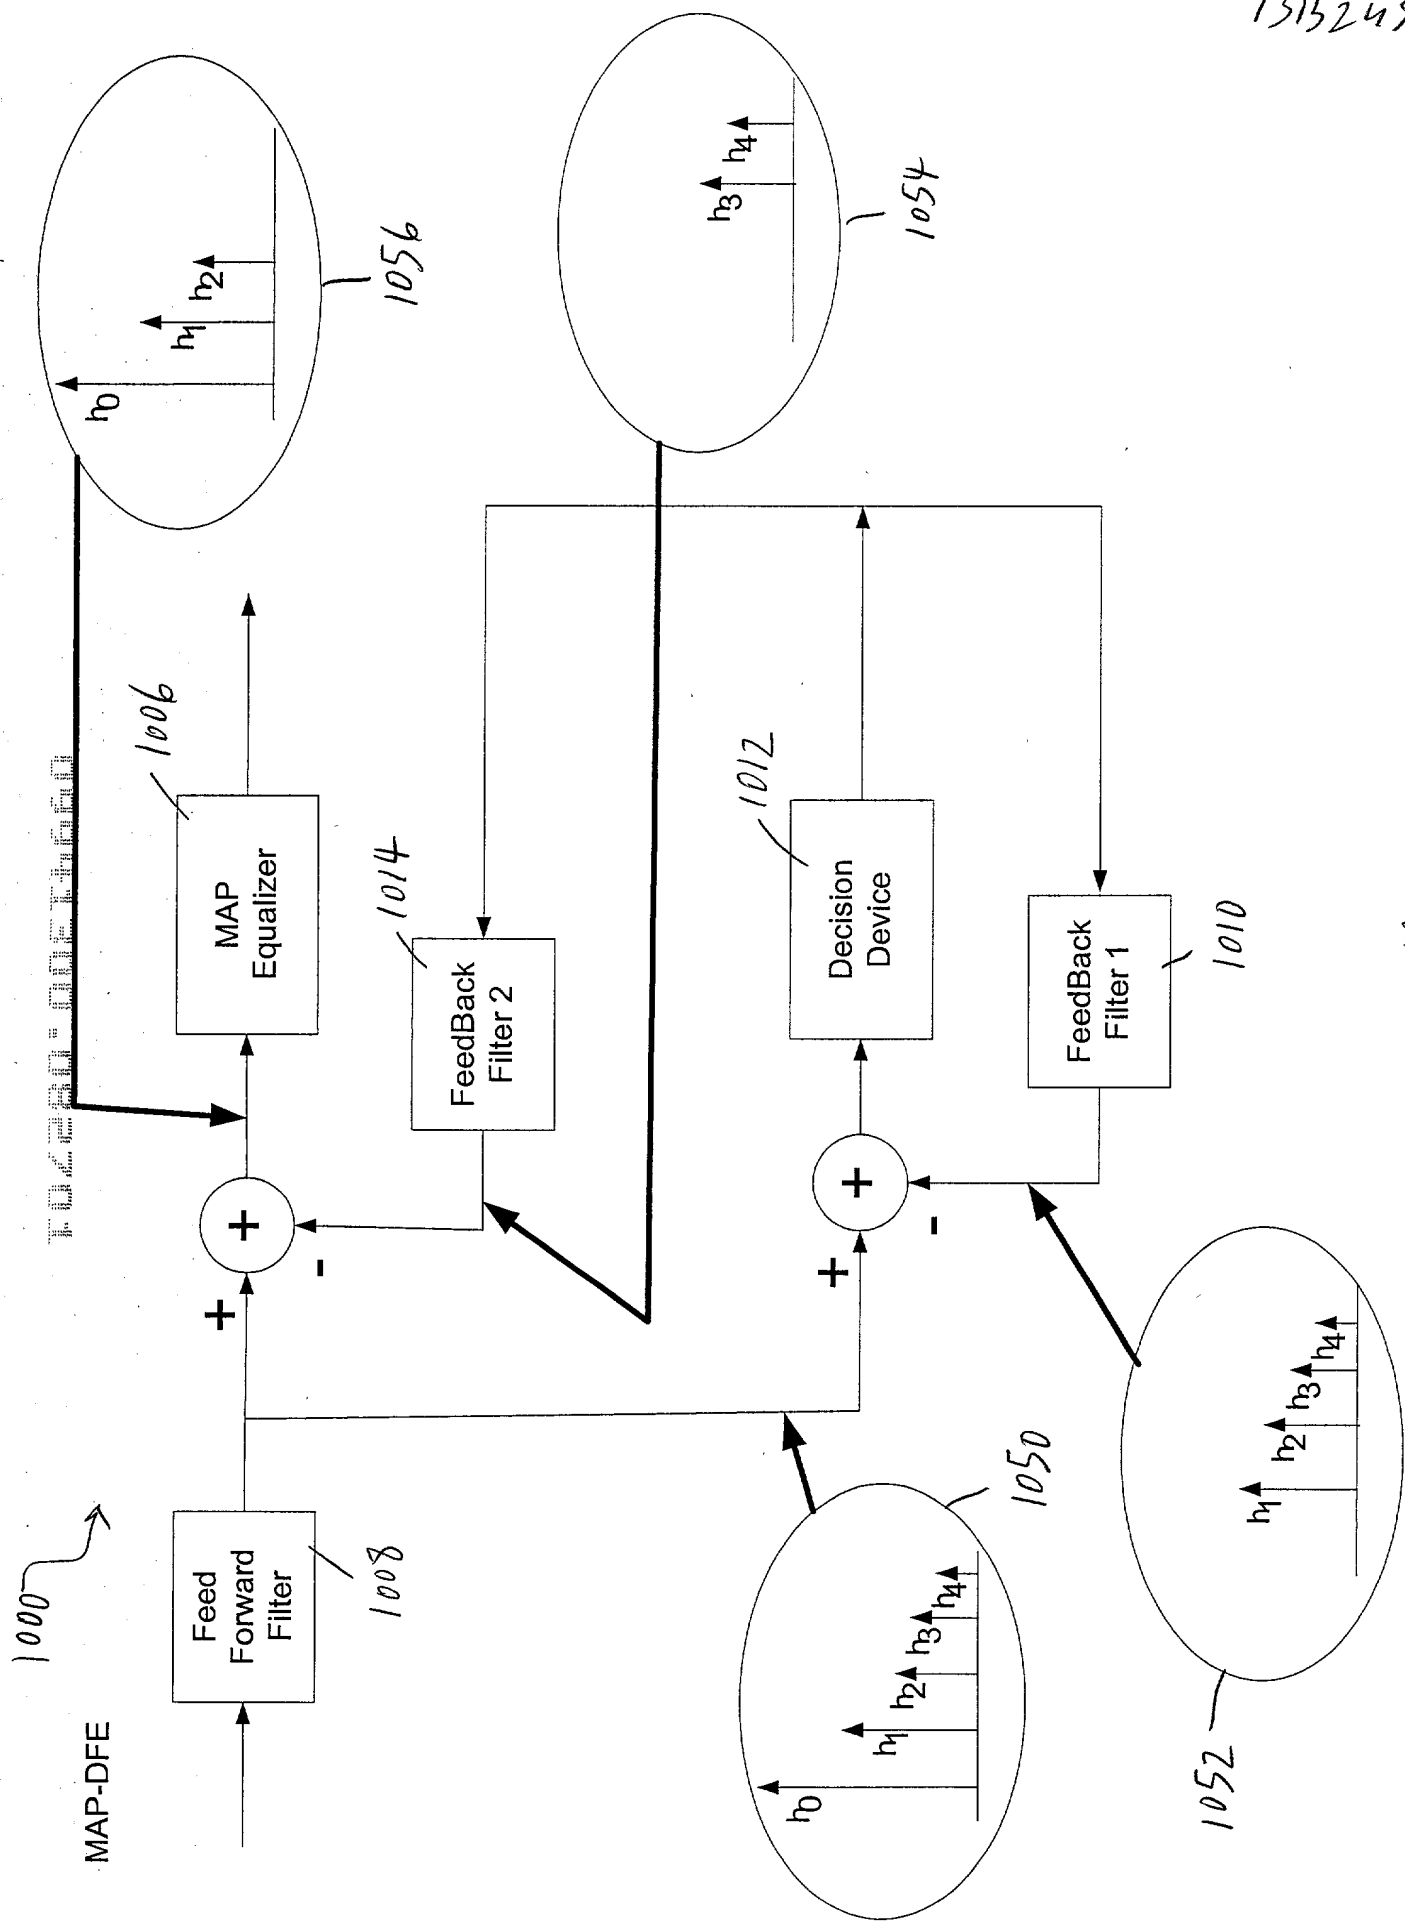 MAP-DFE
1000
Feed
Forward
Filter
1008
+
-
+
MAP
Equalizer
1006
FeedBack
Filter 2
1014
+
-
+
Decision
Device
1012
FeedBack
Filter 1
1010
h0
h1
h2
1056
h3
h4
1054
h0
h1
h2
h3
h4
1050
h1
h2
h3
h4
1052